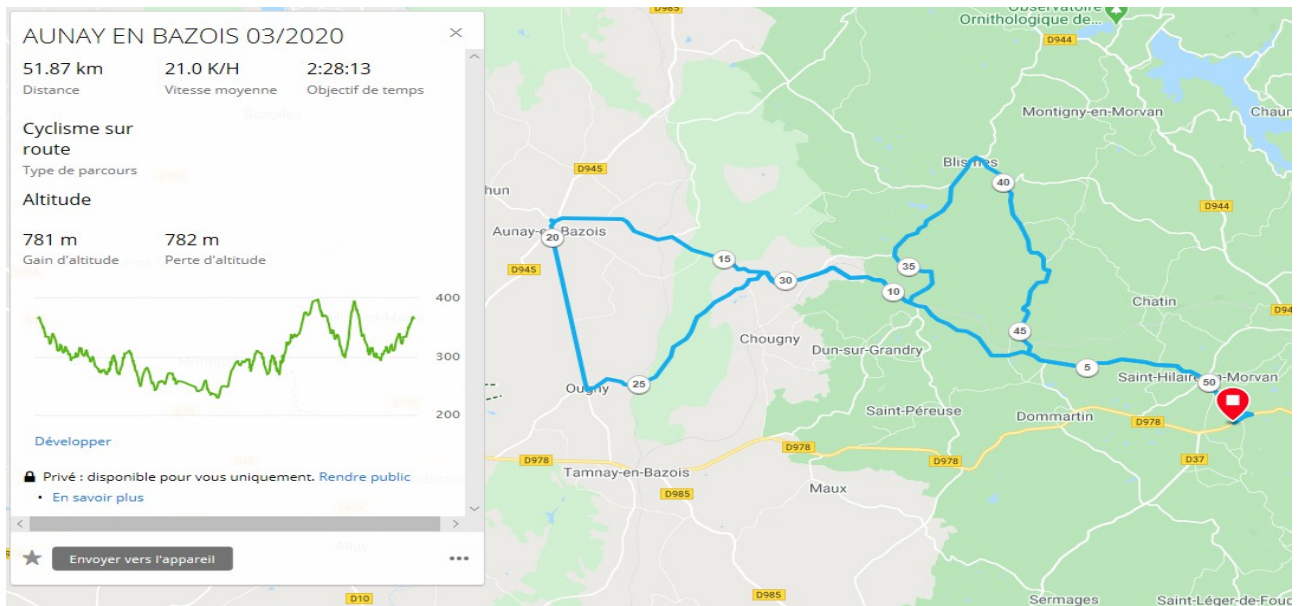 AUNAY EN BAZOIS 03/2020
51.87 km 21.0 K/H 2:28:13
Distance Vitesse moyenne Objectif de temps
Cyclisme sur
route
Type de parcours
Altitude
781 m 782 m
Gain d'altitude Perte d'altitude
400
300
200
Développer
Privé : disponible pour vous uniquement. Rendre public
• En savoir plus
Envoyer vers l'appareil
D985
Observatoire
Ornithologique de...
D944
Montigny-en-Morvan
Chaun
Blismes
40
D945
hun
D944
Aunay-en-Bazois
20
15
35
D945
30
10
Chatin
D94
45
Chougny
Dun-sur-Grandry
5
Saint-Hilaire-en-Morvan
50
25
Ougny
Saint-Péreuse
Dommartin
D978
D978
D978
D978
D37
Tamnay-en-Bazois
D985
Maux
D985
D10
Sermages
Saint-Léger-de-Foug